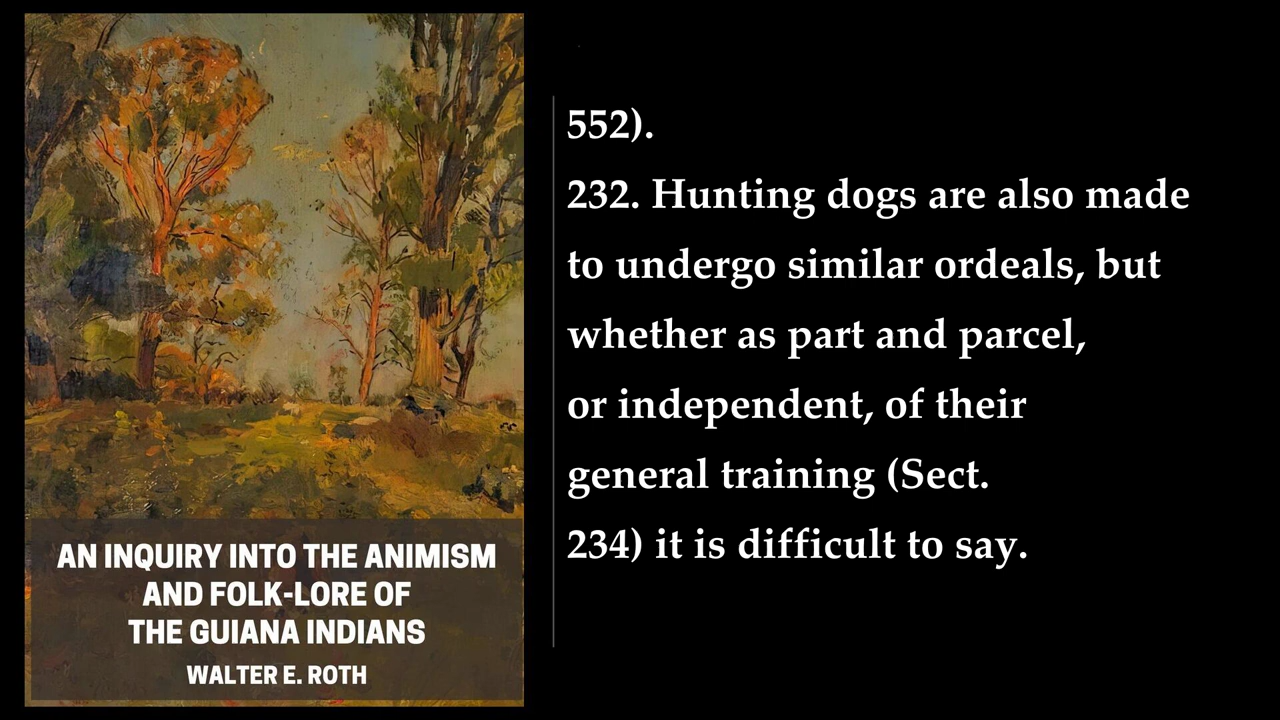 AN INQUIRY INTO THE ANIMISM
AND FOLK-LORE OF
THE GUIANA INDIANS
WALTER E. ROTH
552).
232. Hunting dogs are also made
to undergo similar ordeals, but
whether as part and parcel,
or independent, of their
general training (Sect.
234) it is difficult to say.